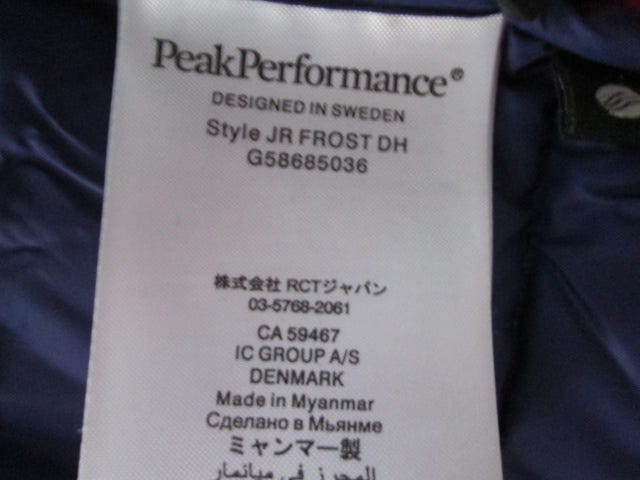 PeakPerformance®
DESIGNED IN SWEDEN
Style JR FROST DH
G58685036
株式会社 RCTジャパン
03-5768-2061
CA 59467
IC GROUP A/S
DENMARK
Made in Myanmar
Сделано в Мьянме
ミャンマー製
في ميانمار